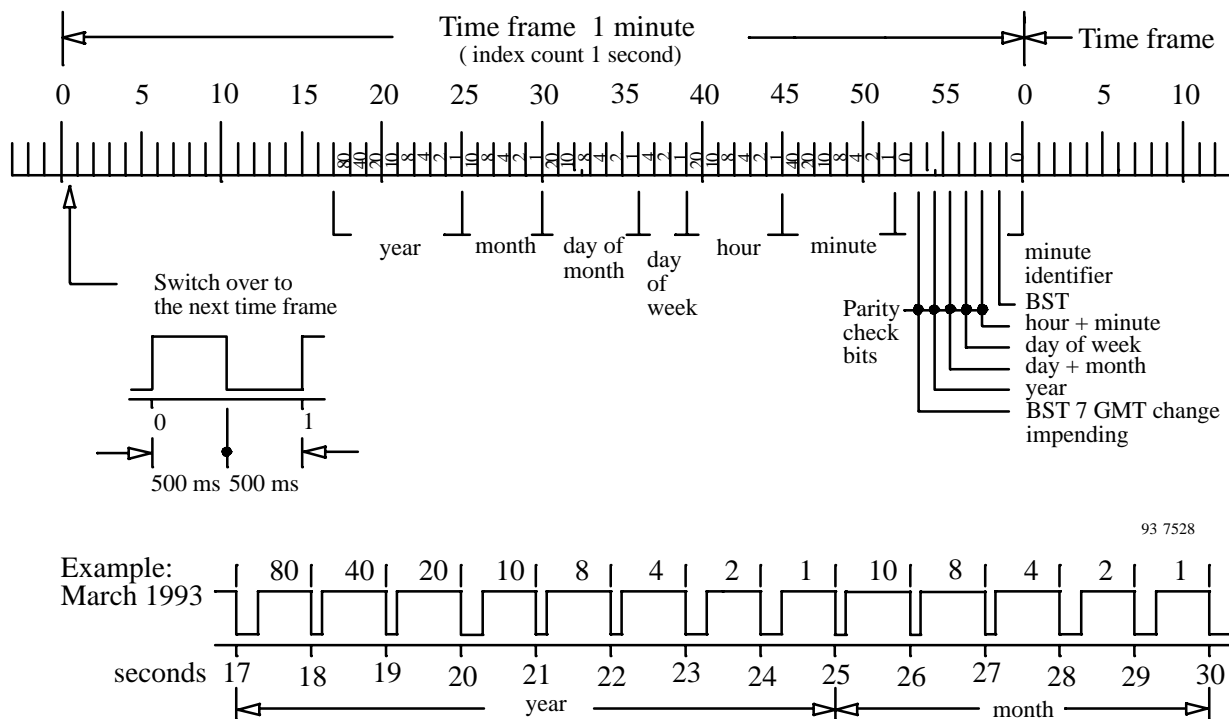 Time frame 1 minute
( index count 1 second)
Time frame
0 5 10 15 20 25 30 35 40 45 50 55 0 5 10
80 40 20 10 8 4 2 1 10 8 4 2 1 20 10 8 4 2 1 4 2 1 20 10 8 4 2 1 40 20 10 8 4 2 1 0 0
year
month
day of
month
day
of
week
hour
minute
minute
identifier
BST
hour + minute
day of week
day + month
year
BST 7 GMT change
impending
Parity
check
bits
Switch over to
the next time frame
0 1
500 ms 500 ms
93 7528
Example:
March 1993
80 40 20 10 8 4 2 1 10 8 4 2 1
seconds 17 18 19 20 21 22 23 24 25 26 27 28 29 30
year month